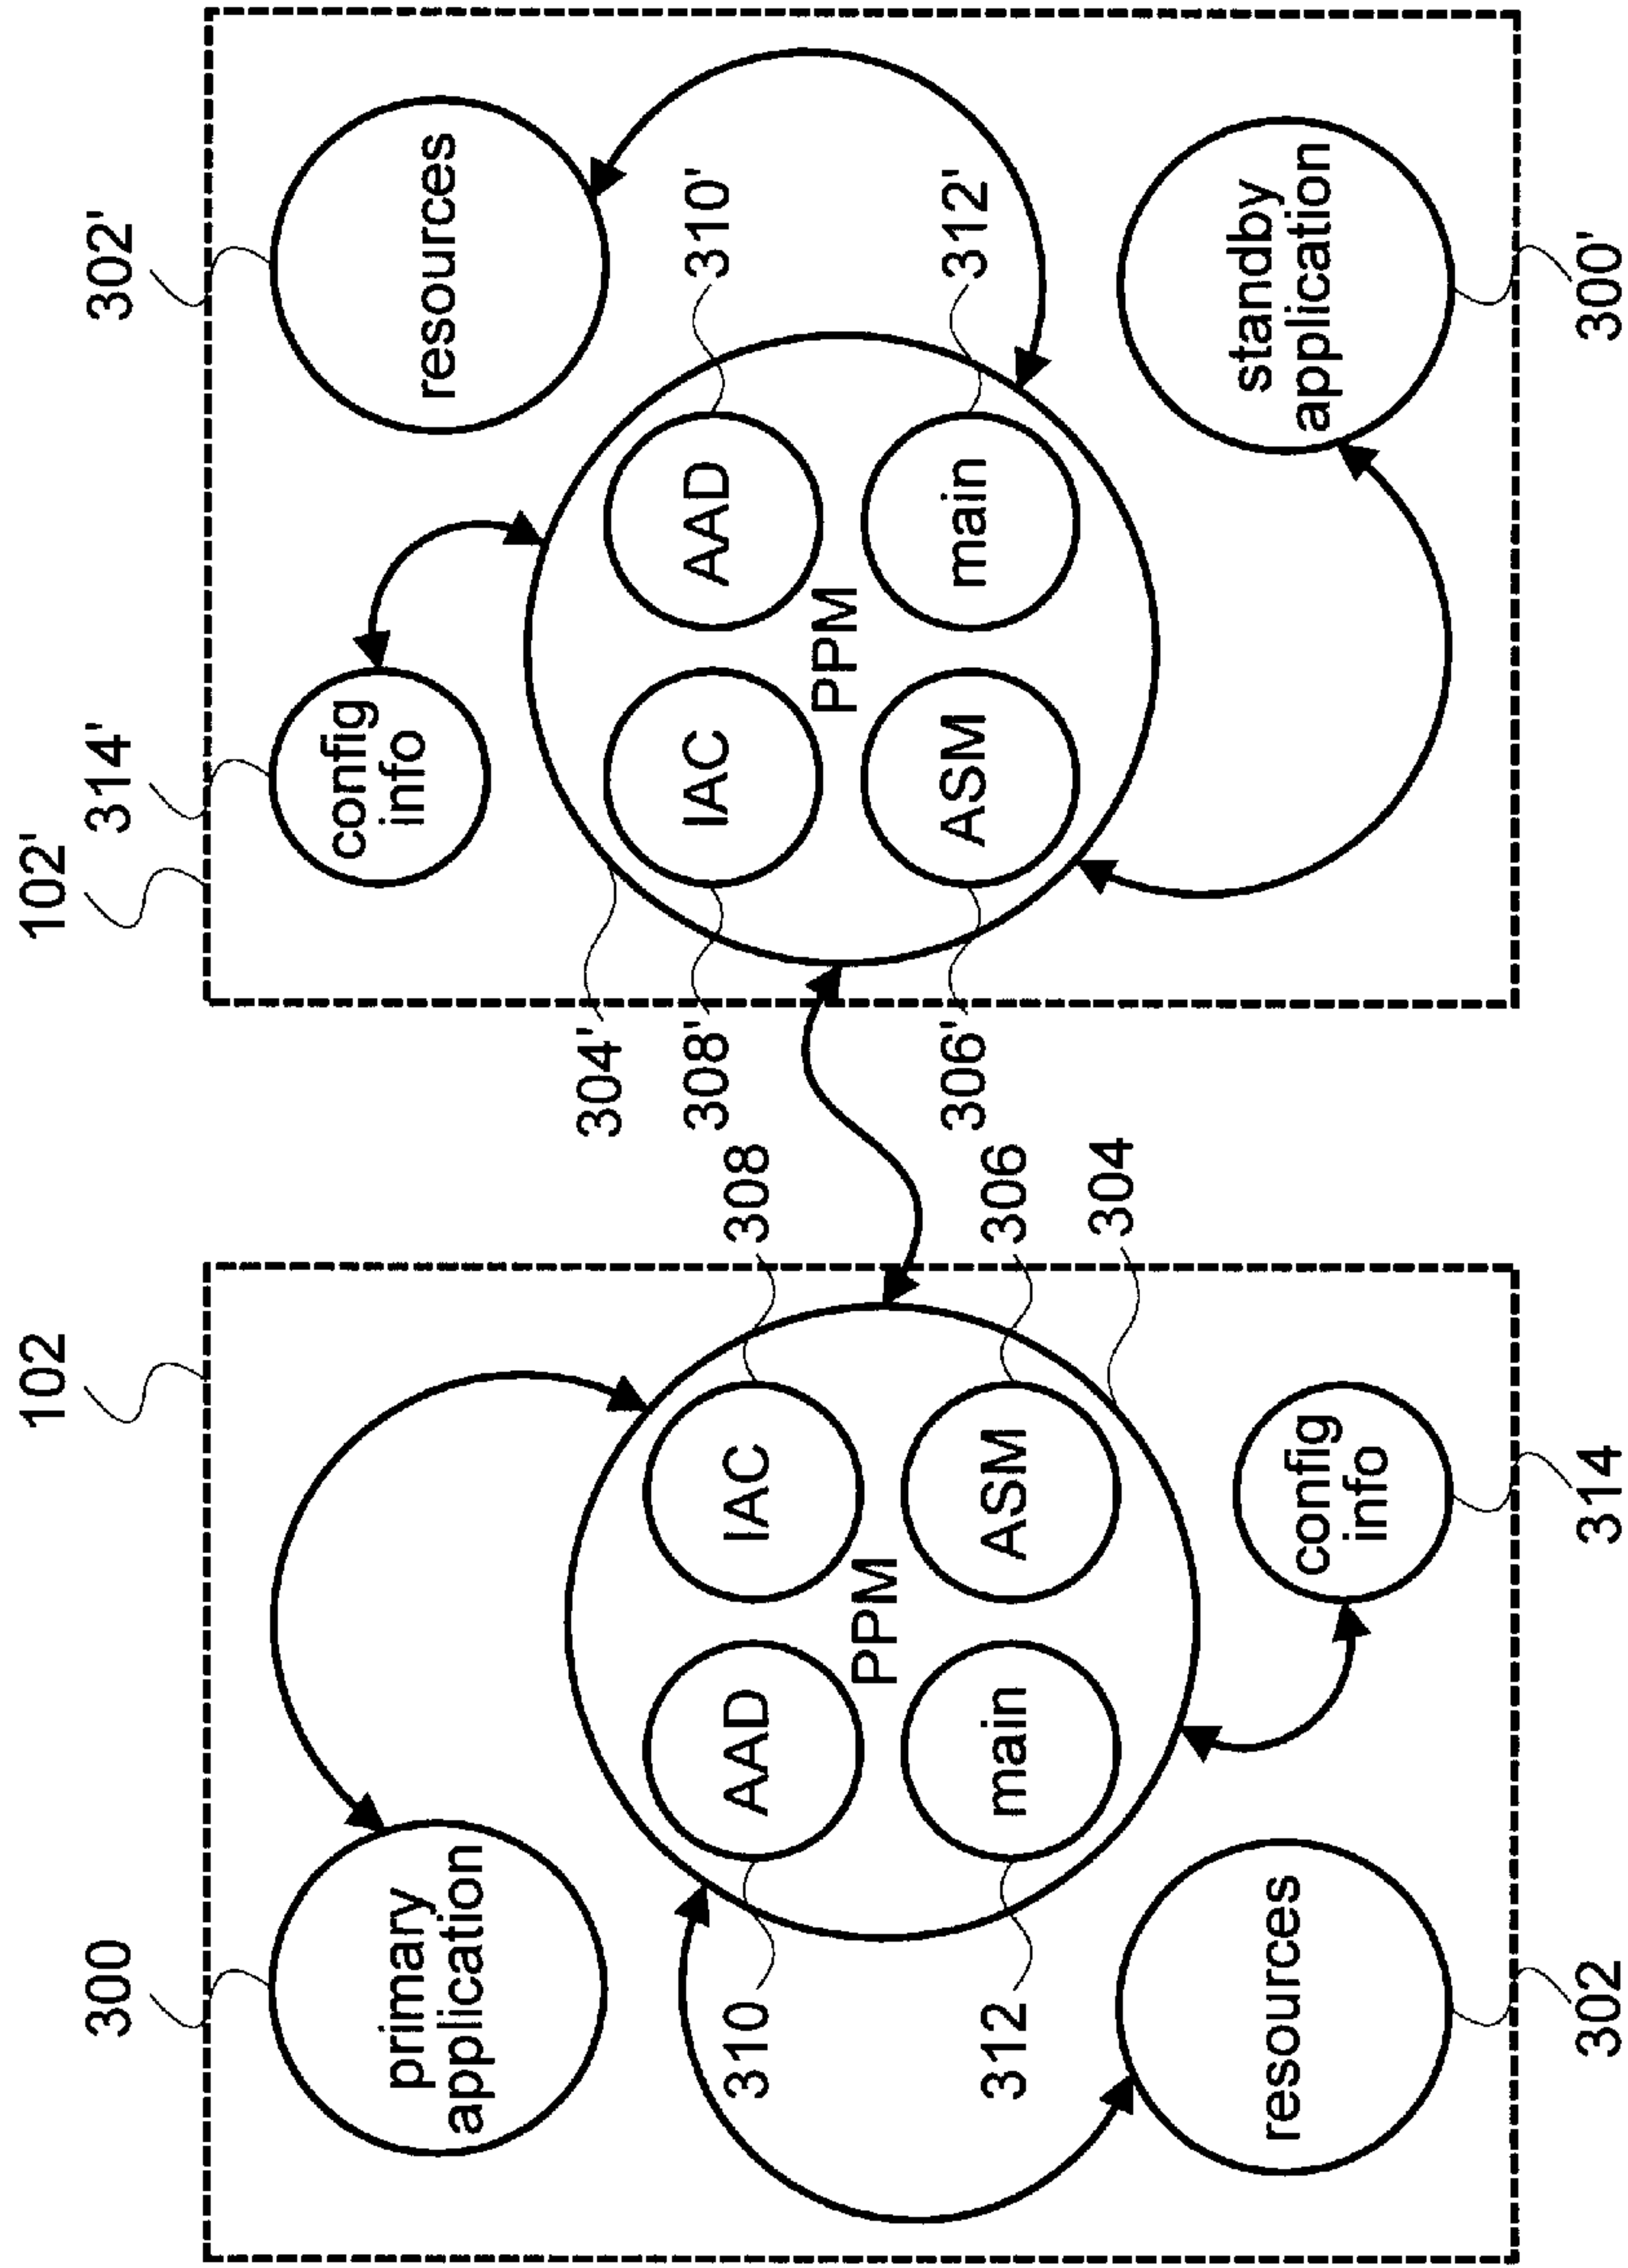 102
300
primary
application
308
IAC
AAD
PPM
306
ASM
304
main
310
312
config
info
314
resources
302
102'
314'
config
info
302'
resources
304'
308'
IAC
AAD
310'
PPM
306'
ASM
main
312'
standby
application
300'